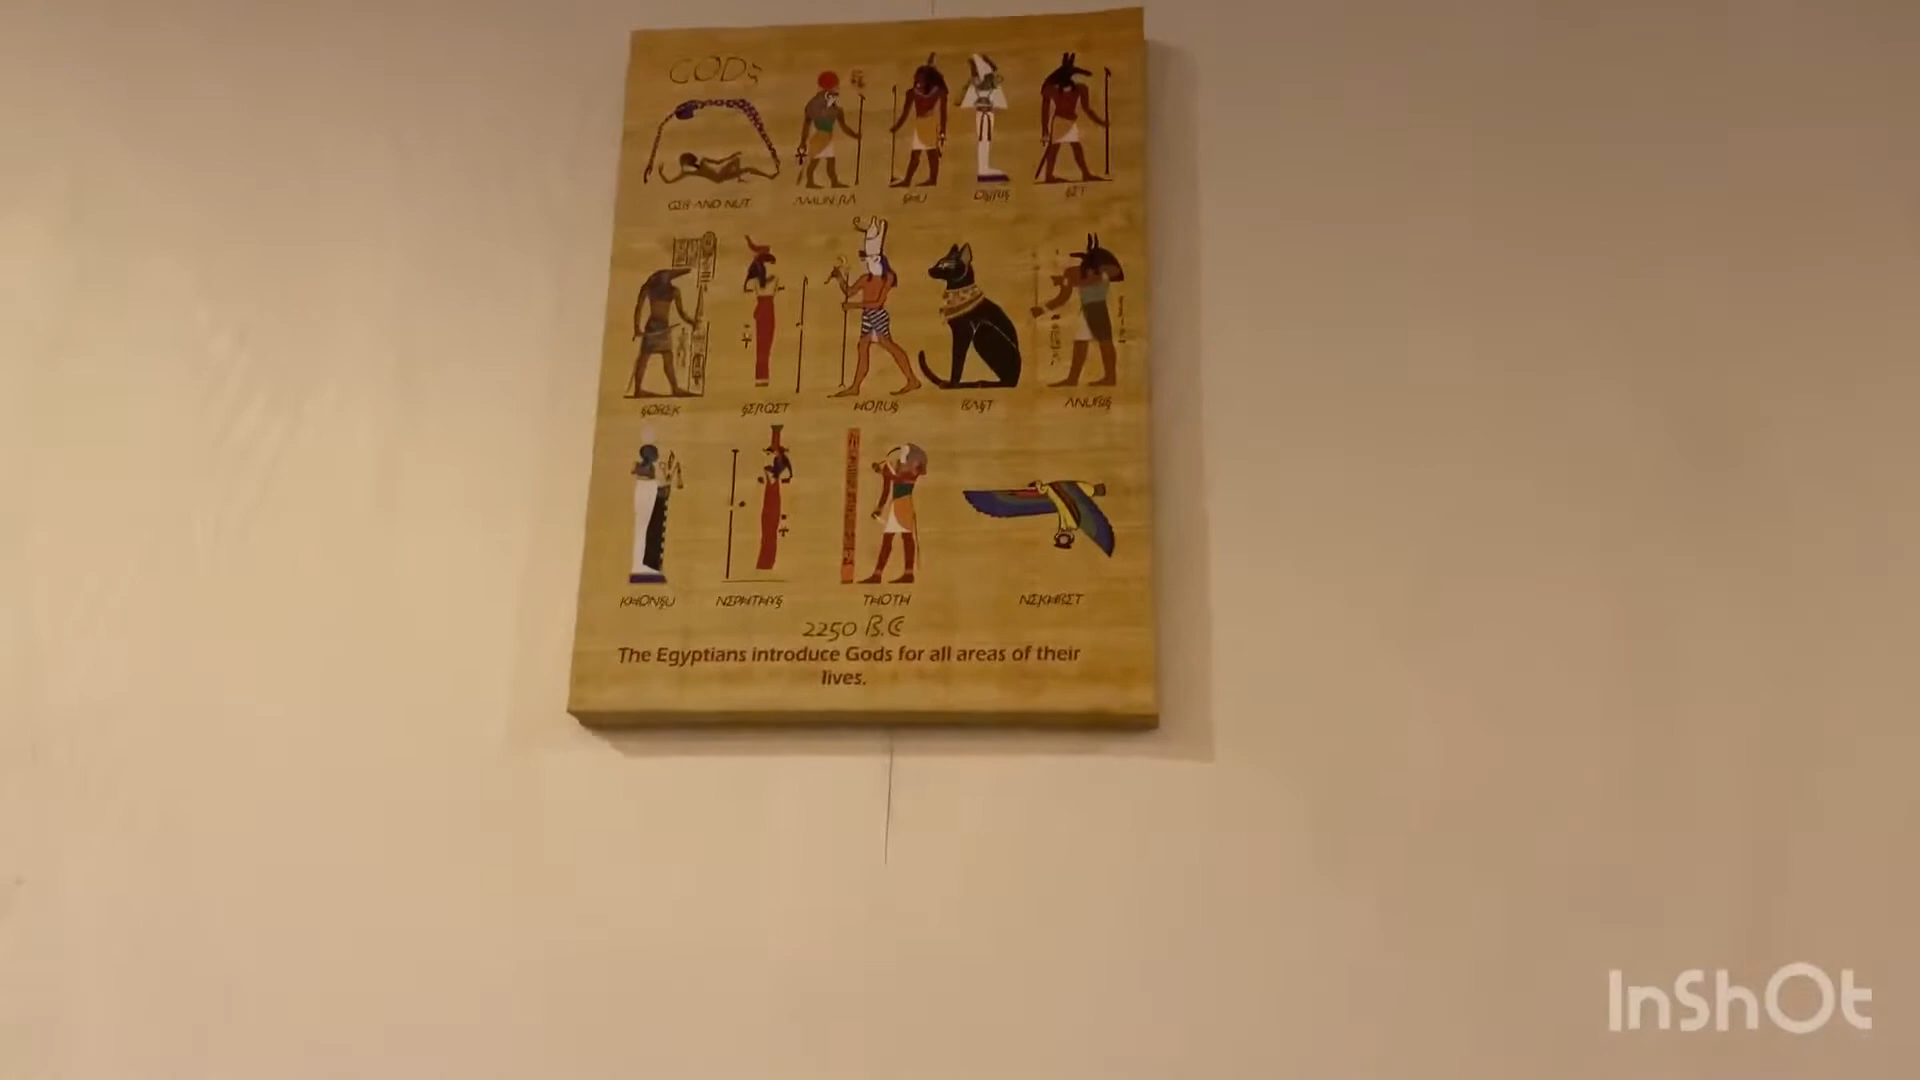 GODS
GEB AND NUT
AMUN RA
SHU
OSIRIS
SET
SOBEK
SERQET
HORUS
BAST
ANUBIS
KHONSU
NEPHTHYS
THOTH
NEKHBET
2250 B.C
The Egyptians introduce Gods for all areas of their
lives.
InShOt